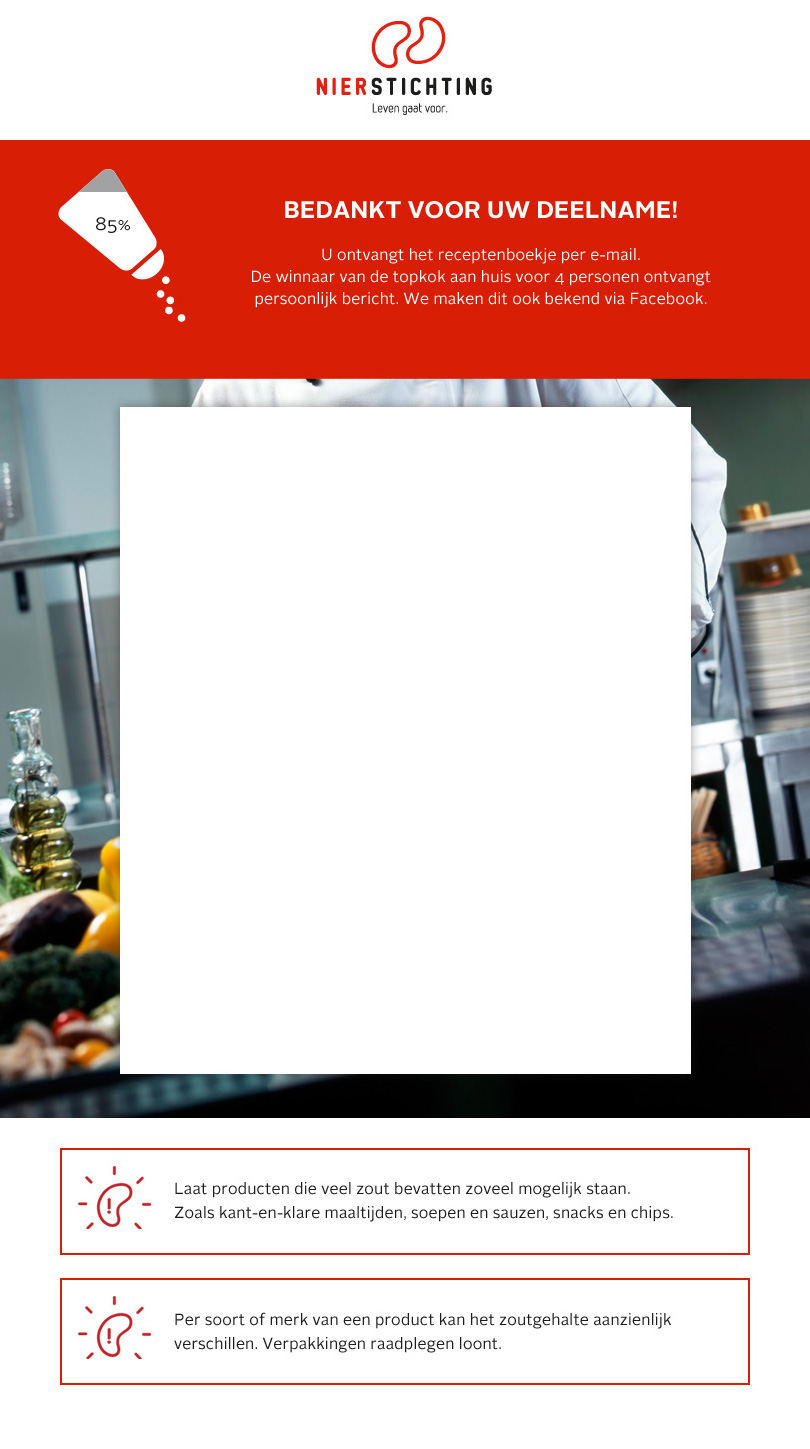 NIERSTICHTING
Leven gaat voor.
85%
BEDANKT VOOR UW DEELNAME!
U ontvangt het receptenboekje per e-mail.
De winnaar van de topkok aan huis voor 4 personen ontvangt
persoonlijk bericht. We maken dit ook bekend via Facebook.
Laat producten die veel zout bevatten zoveel mogelijk staan.
Zoals kant-en-klare maaltijden, soepen en sauzen, snacks en chips.
Per soort of merk van een product kan het zoutgehalte aanzienlijk
verschillen. Verpakkingen raadplegen loont.